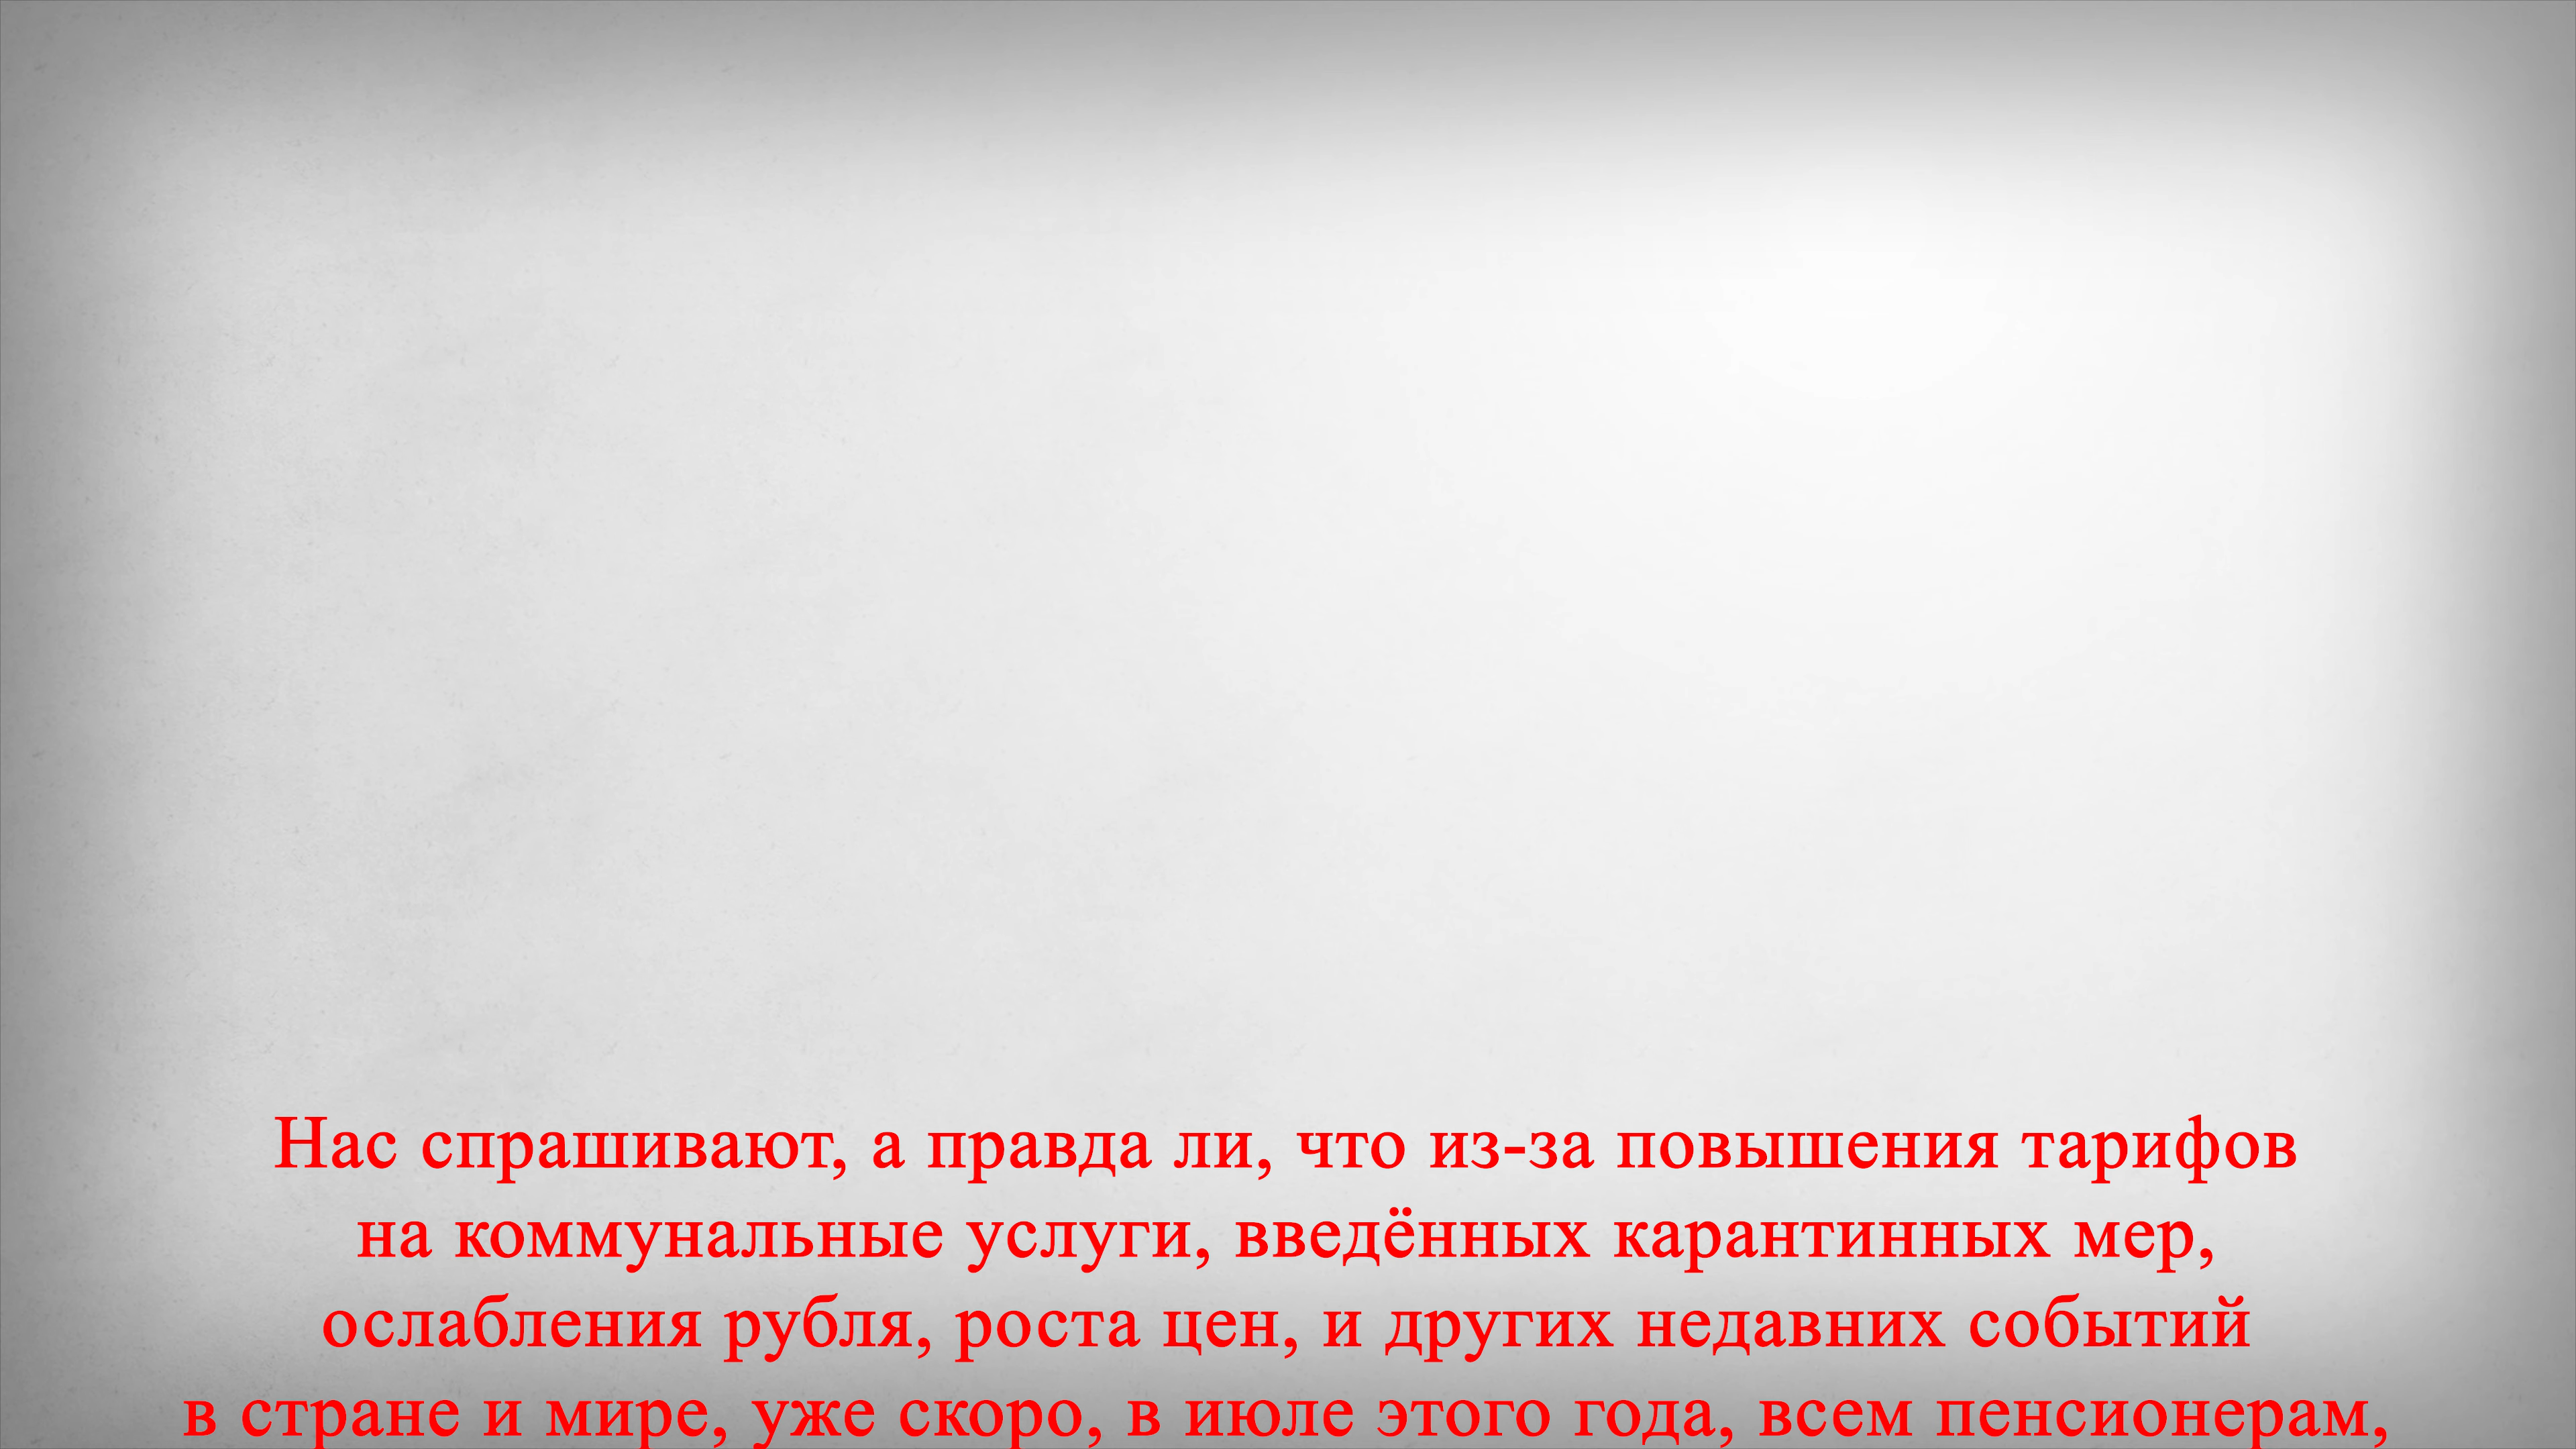 Нас спрашивают, а правда ли, что из-за повышения тарифов
на коммунальные услуги, введённых карантинных мер,
ослабления рубля, роста цен, и других недавних событий
в стране и мире, уже скоро, в июле этого года, всем пенсионерам,